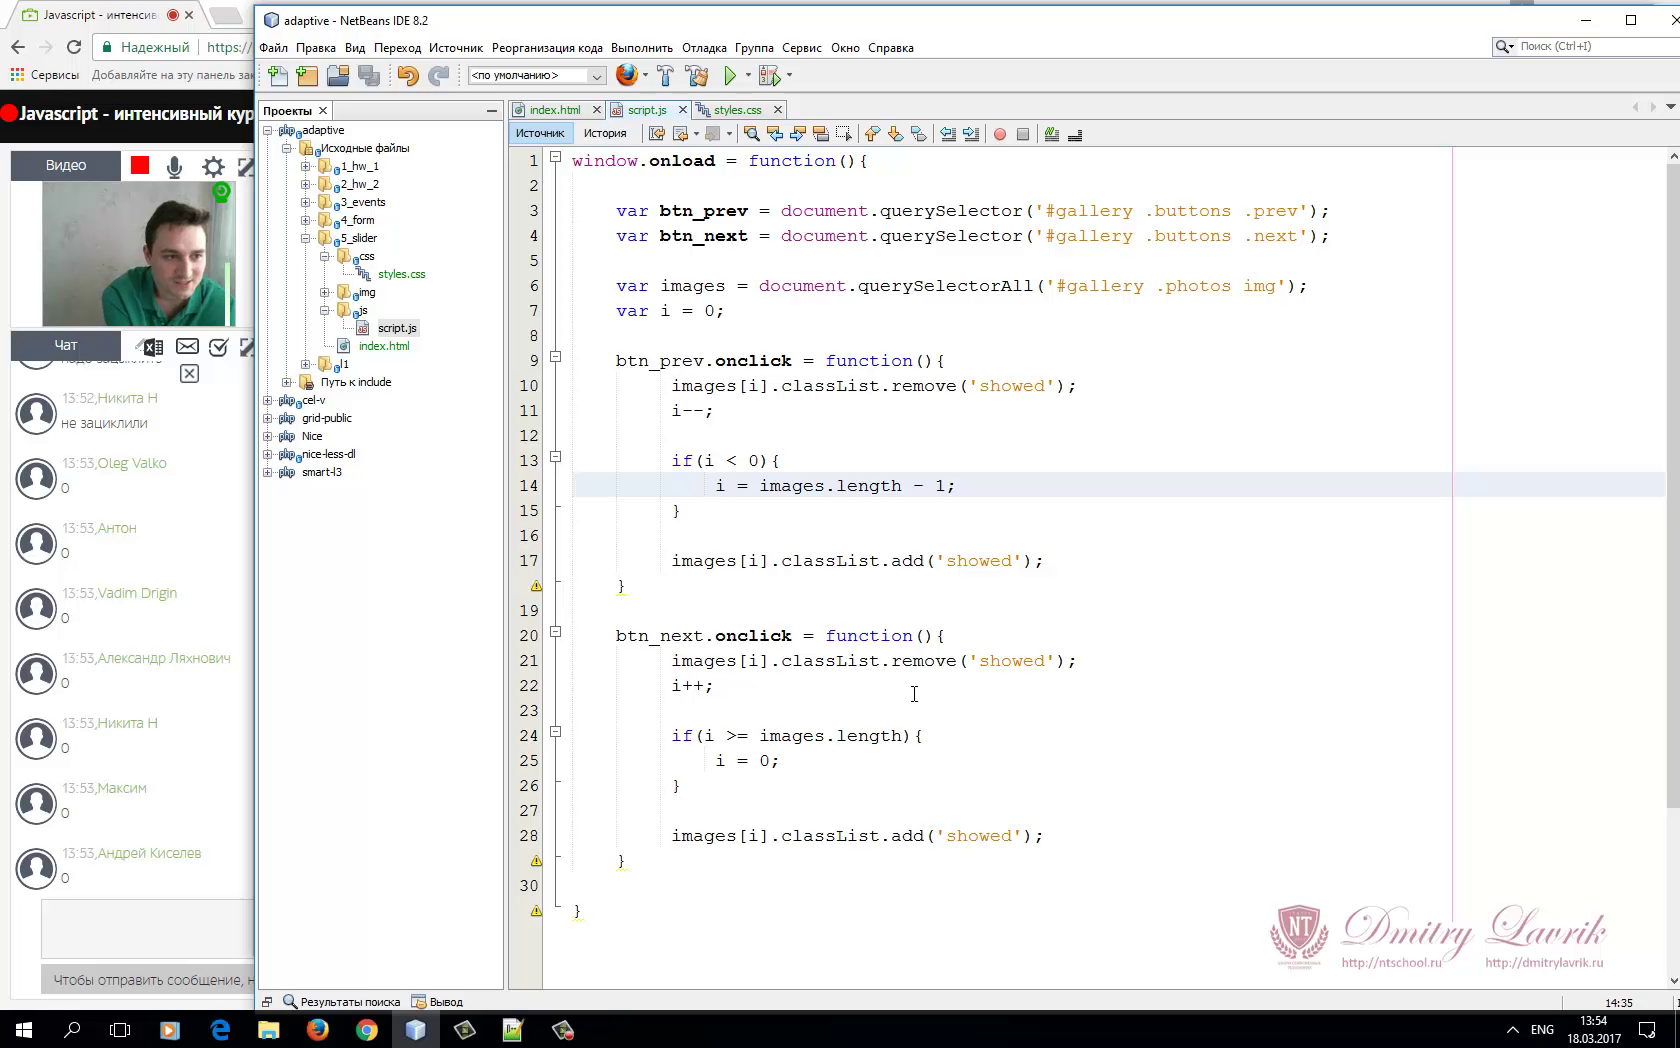 Javascript - интенсивн
Надежный
https://
Сервисы
Добавляйте на эту панель зак
Javascript - интенсивный кур
Видео
Чат
13:52,Никита Н
не зациклили
13:53,Oleg Valko
0
13:53,Антон
0
13:53,Vadim Drigin
0
13:53,Александр Ляхнович
0
13:53,Никита Н
0
13:53,Максим
0
13:53,Андрей Киселев
0
Чтобы отправить сообщение, н
adaptive - NetBeans IDE 8.2
Файл Правка Вид Переход Источник Реорганизация кода Выполнить Отладка Группа Сервис Окно Справка
Поиск (Ctrl+I)
<по умолчанию>
Проекты
adaptive
Исходные файлы
1_hw_1
2_hw_2
3_events
4_form
5_slider
css
styles.css
img
js
script.js
index.html
l1
Путь к include
cel-v
grid-public
Nice
nice-less-dl
smart-l3
index.html script.js styles.css
Источник История
1 window.onload = function(){
2
3 var btn_prev = document.querySelector('#gallery .buttons .prev');
4 var btn_next = document.querySelector('#gallery .buttons .next');
5
6 var images = document.querySelectorAll('#gallery .photos img');
7 var i = 0;
8
9 btn_prev.onclick = function(){
10 images[i].classList.remove('showed');
11 i--;
12
13 if(i < 0){
14 i = images.length - 1;
15 }
16
17 images[i].classList.add('showed');
}
19
20 btn_next.onclick = function(){
21 images[i].classList.remove('showed');
22 i++;
23
24 if(i >= images.length){
25 i = 0;
26 }
27
28 images[i].classList.add('showed');
}
30
}
NT
Dmitry Lavrik
http://ntschool.ru http://dmitrylavrik.ru
Результаты поиска Вывод
14:35
ENG
13:54
18.03.2017